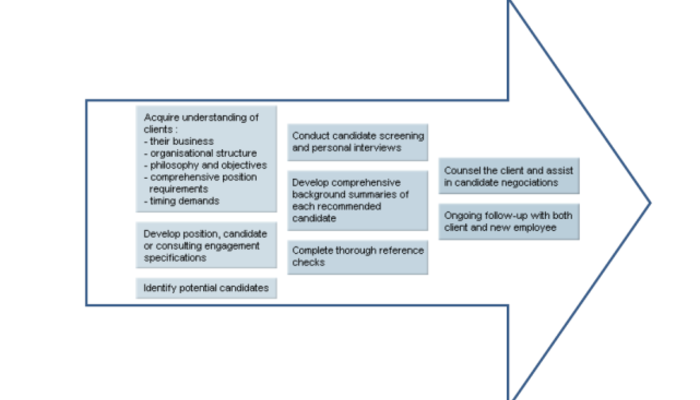 Acquire understanding of
clients :
- their business
- organisational structure
- philosophy and objectives
- comprehensive position
requirements
- timing demands
Develop position, candidate
or consulting engagement
specifications
Identify potential candidates
Conduct candidate screening
and personal interviews
Develop comprehensive
background summaries of
each recommended
candidate
Complete thorough reference
checks
Counsel the client and assist
in candidate negociations
Ongoing follow-up with both
client and new employee